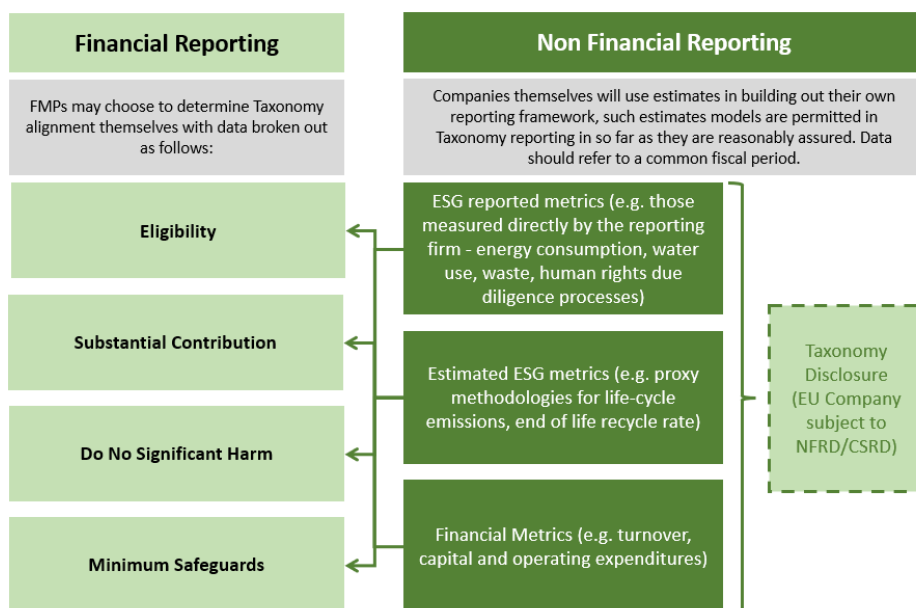 Financial Reporting
FMPs may choose to determine Taxonomy
alignment themselves with data broken out
as follows:
Eligibility
Substantial Contribution
Do No Significant Harm
Minimum Safeguards
Non Financial Reporting
Companies themselves will use estimates in building out their own
reporting framework, such estimates models are permitted in
Taxonomy reporting in so far as they are reasonably assured. Data
should refer to a common fiscal period.
ESG reported metrics (e.g. those
measured directly by the reporting
firm - energy consumption, water
use, waste, human rights due
diligence processes)
Estimated ESG metrics (e.g. proxy
methodologies for life-cycle
emissions, end of life recycle rate)
Financial Metrics (e.g. turnover,
capital and operating expenditures)
Taxonomy
Disclosure
(EU Company
subject to
NFRD/CSRD)